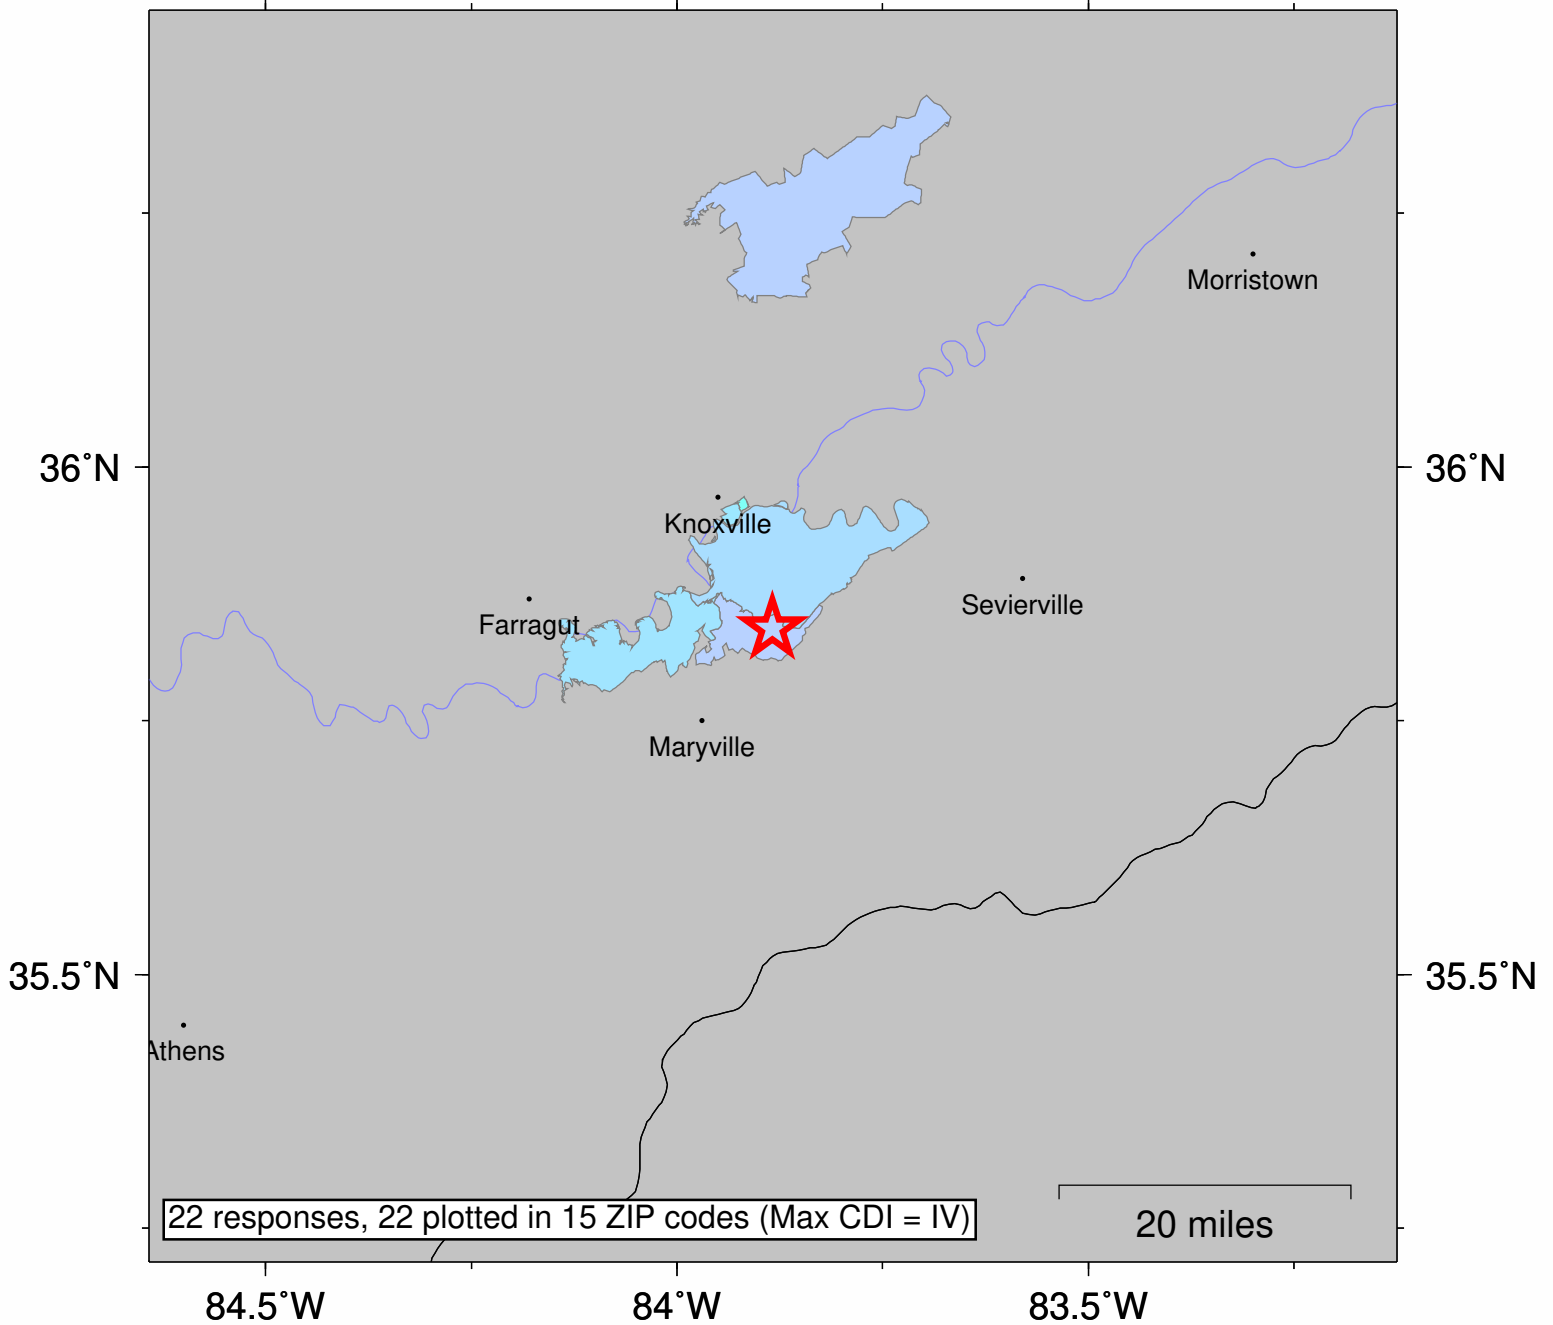 Morristown
36°N
36°N
Knoxville
Farragut
Sevierville
Maryville
35.5°N
35.5°N
Athens
22 responses, 22 plotted in 15 ZIP codes (Max CDI = IV)
20 miles
84.5°W
84°W
83.5°W